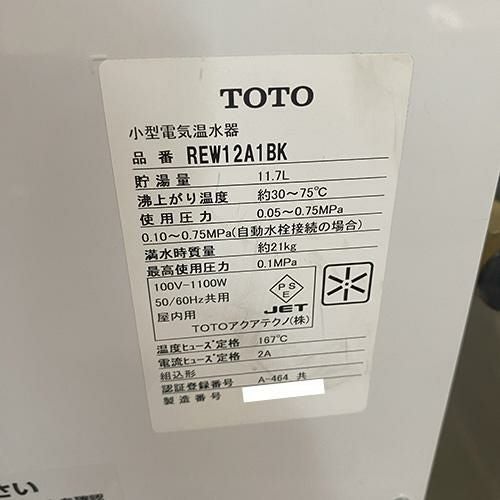 TOTO
小型電気温水器
品番 REW12A1BK
貯湯量 11.7L
沸上がり温度 約30～75℃
使用圧力 0.05～0.75MPa
0.10～0.75MPa(自動水栓接続の場合)
満水時質量 約21kg
最高使用圧力 0.1MPa
100V-1100W
50/60Hz共用
屋内用
PSE
JET
TOTOアクアテクノ(株)
温度ヒューズ定格 167℃
電流ヒューズ定格 2A
組込形
認証登録番号 A-464 共
製造番号
さい